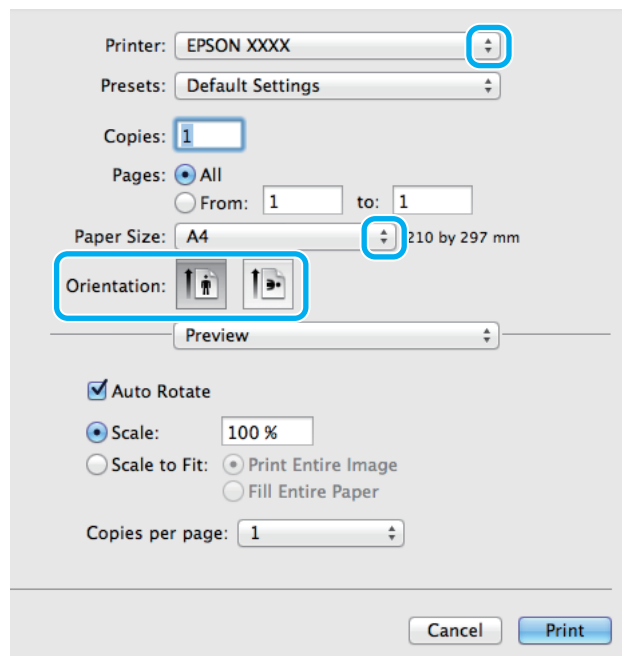 Printer: EPSON XXXX
Presets: Default Settings
Copies: 1
Pages: All
From: 1 to: 1
Paper Size: A4 210 by 297 mm
Orientation:
Preview
Auto Rotate
Scale: 100 %
Scale to Fit: Print Entire Image
Fill Entire Paper
Copies per page: 1
Cancel Print